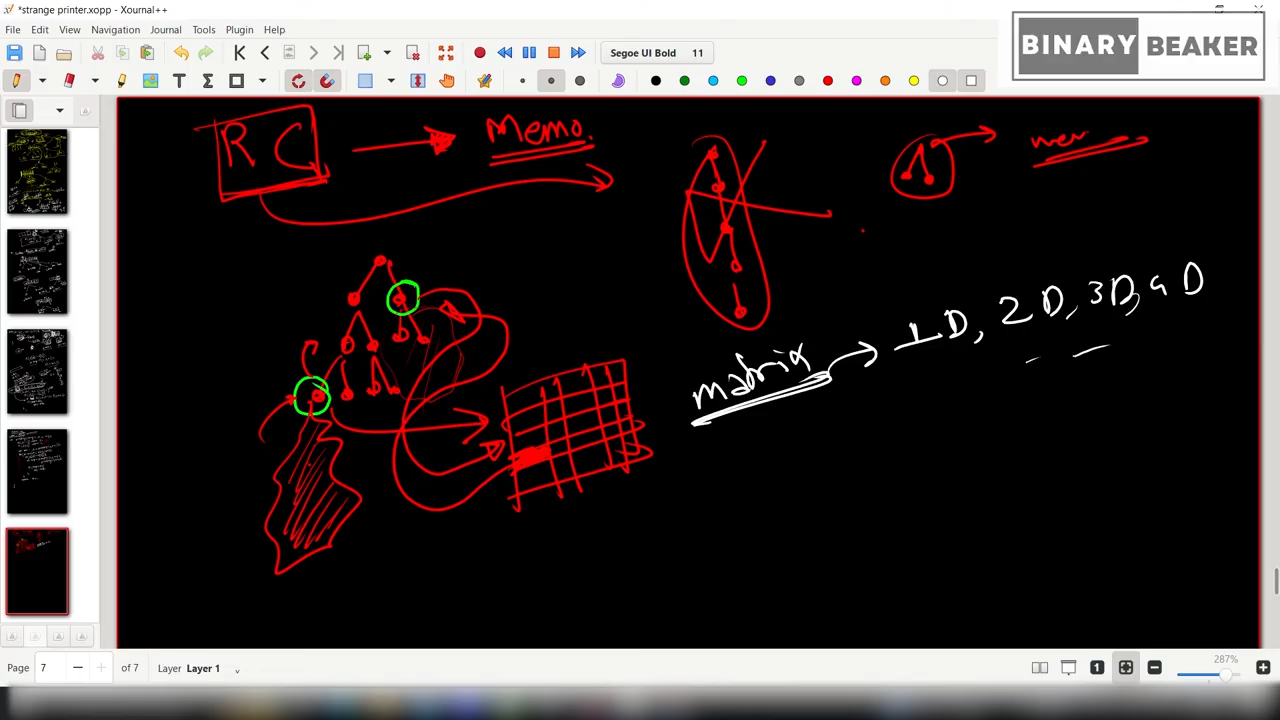 *strange printer.xopp - Xournal++
BINARY BEAKER
File Edit View Navigation Journal Tools Plugin Help
Segoe UI Bold 11
RC
Memo.
matrix
1D, 2D, 3D, 4D
Page 7 of 7 Layer Layer 1
287%